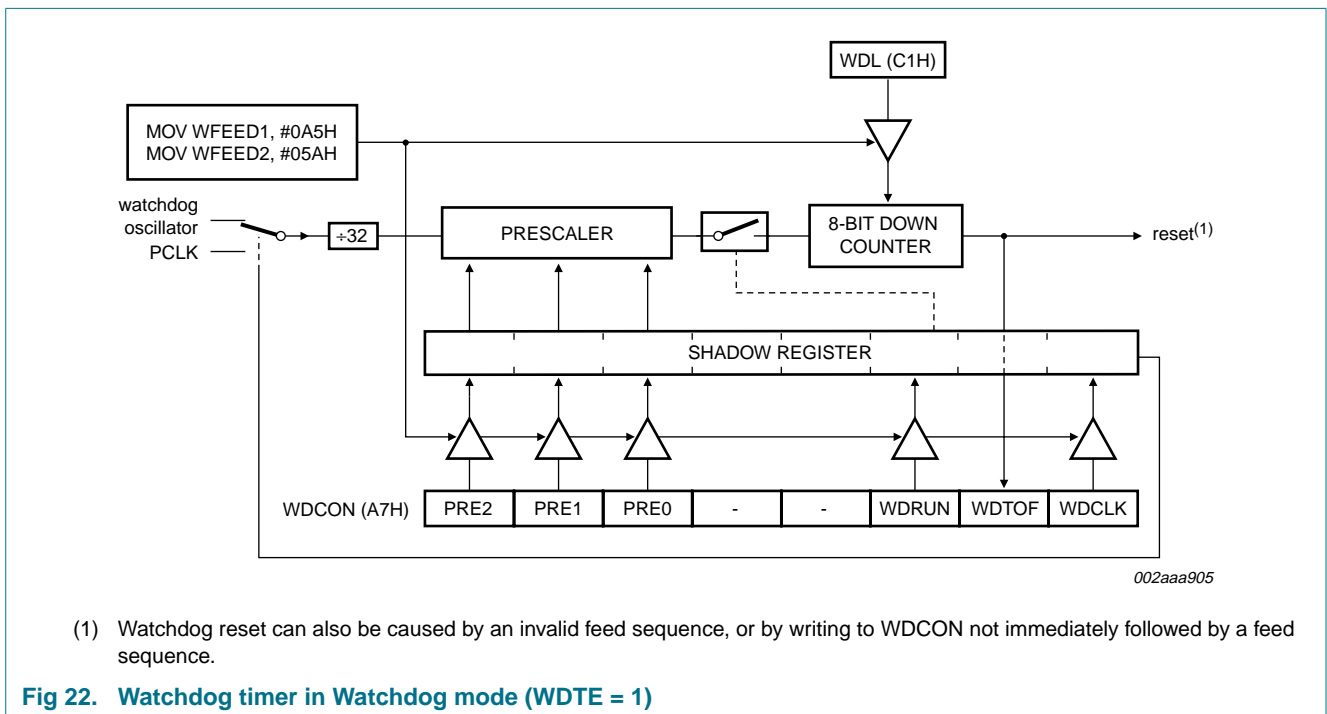 WDL (C1H)
MOV WFEED1, #0A5H
MOV WFEED2, #05AH
watchdog
oscillator
PCLK
÷32
PRESCALER
8-BIT DOWN
COUNTER
reset(1)
SHADOW REGISTER
WDCON (A7H)
PRE2
PRE1
PRE0
-
-
WDRUN
WDTOF
WDCLK
002aaa905
(1) Watchdog reset can also be caused by an invalid feed sequence, or by writing to WDCON not immediately followed by a feed
sequence.
Fig 22. Watchdog timer in Watchdog mode (WDTE = 1)